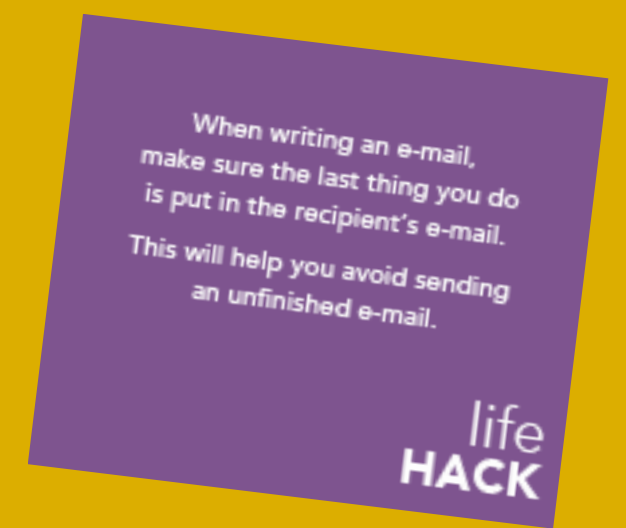 When writing an e-mail,
make sure the last thing you do
is put in the recipient's e-mail.
This will help you avoid sending
an unfinished e-mail.
life
HACK